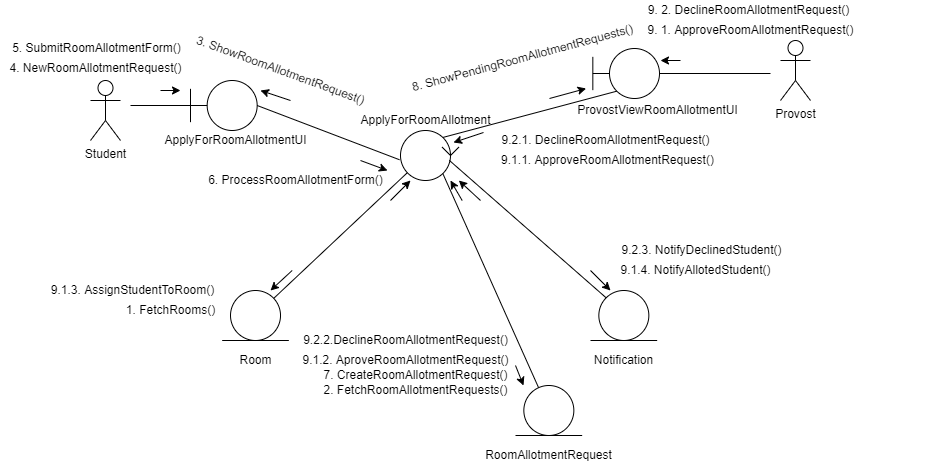 9. 2. DeclineRoomAllotmentRequest()
9. 1. ApproveRoomAllotmentRequest()
5. SubmitRoomAllotmentForm()
4. NewRoomAllotmentRequest()
3. ShowRoomAllotmentRequest()
8. ShowPendingRoomAllotmentRequests()
Student
ApplyForRoomAllotmentUI
ApplyForRoomAllotment
ProvostViewRoomAllotmentUI
Provost
9.2.1. DeclineRoomAllotmentRequest()
9.1.1. ApproveRoomAllotmentRequest()
6. ProcessRoomAllotmentForm()
9.2.3. NotifyDeclinedStudent()
9.1.4. NotifyAllotedStudent()
9.1.3. AssignStudentToRoom()
1. FetchRooms()
Room
9.2.2.DeclineRoomAllotmentRequest()
9.1.2. AproveRoomAllotmentRequest()
7. CreateRoomAllotmentRequest()
2. FetchRoomAllotmentRequests()
Notification
RoomAllotmentRequest